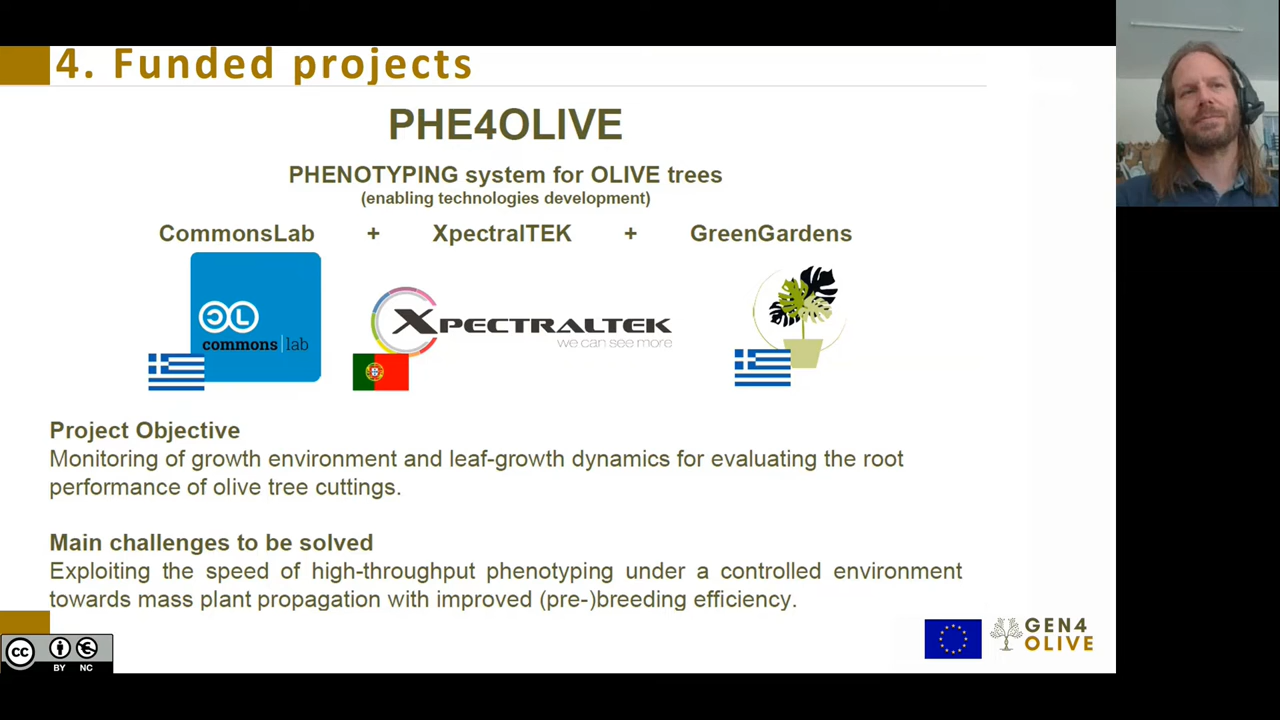 4. Funded projects
PHE4OLIVE
PHENOTYPING system for OLIVE trees
(enabling technologies development)
CommonsLab + XpectralTEK + GreenGardens
CL
commons|lab
XPECTRALTEK
we can see more
Project Objective
Monitoring of growth environment and leaf-growth dynamics for evaluating the root
performance of olive tree cuttings.
Main challenges to be solved
Exploiting the speed of high-throughput phenotyping under a controlled environment
towards mass plant propagation with improved (pre-)breeding efficiency.
GEN4
OLIVE
cc
BY NC